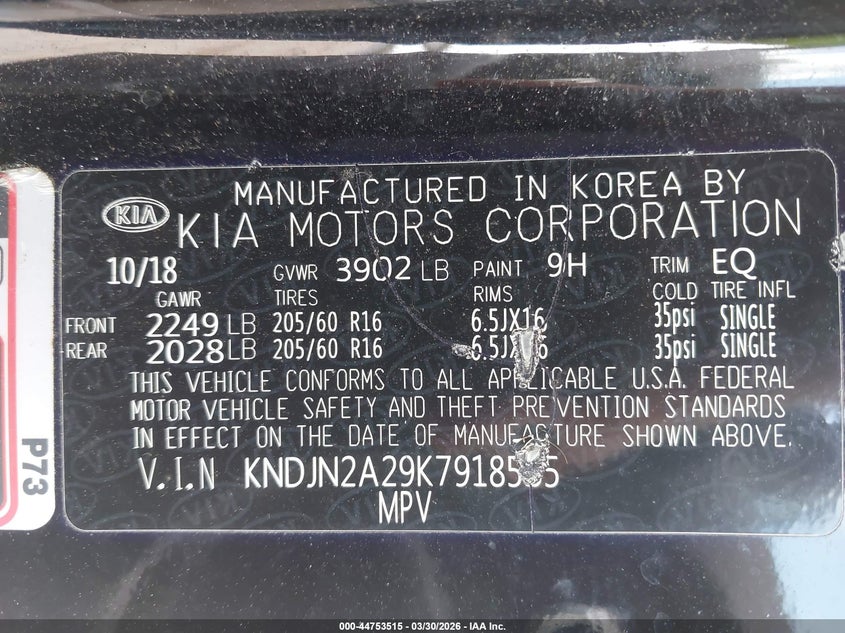 MANUFACTURED IN KOREA BY
KIA KIA MOTORS CORPORATION
10/18 GVWR 3902 LB PAINT 9H TRIM EQ
GAWR TIRES RIMS COLD TIRE INFL
FRONT 2249 LB 205/60 R16 6.5JX16 35psi SINGLE
REAR 2028 LB 205/60 R16 35psi SINGLE
THIS VEHICLE CONFORMS TO ALL APPLICABLE U.S.A. FEDERAL
MOTOR VEHICLE SAFETY AND THEFT PREVENTION STANDARDS
IN EFFECT ON THE DATE OF MANUFACTURE SHOWN ABOVE.
V.I.N
MPV
P73
000-44753515 - 03/30/2026 - IAA Inc.